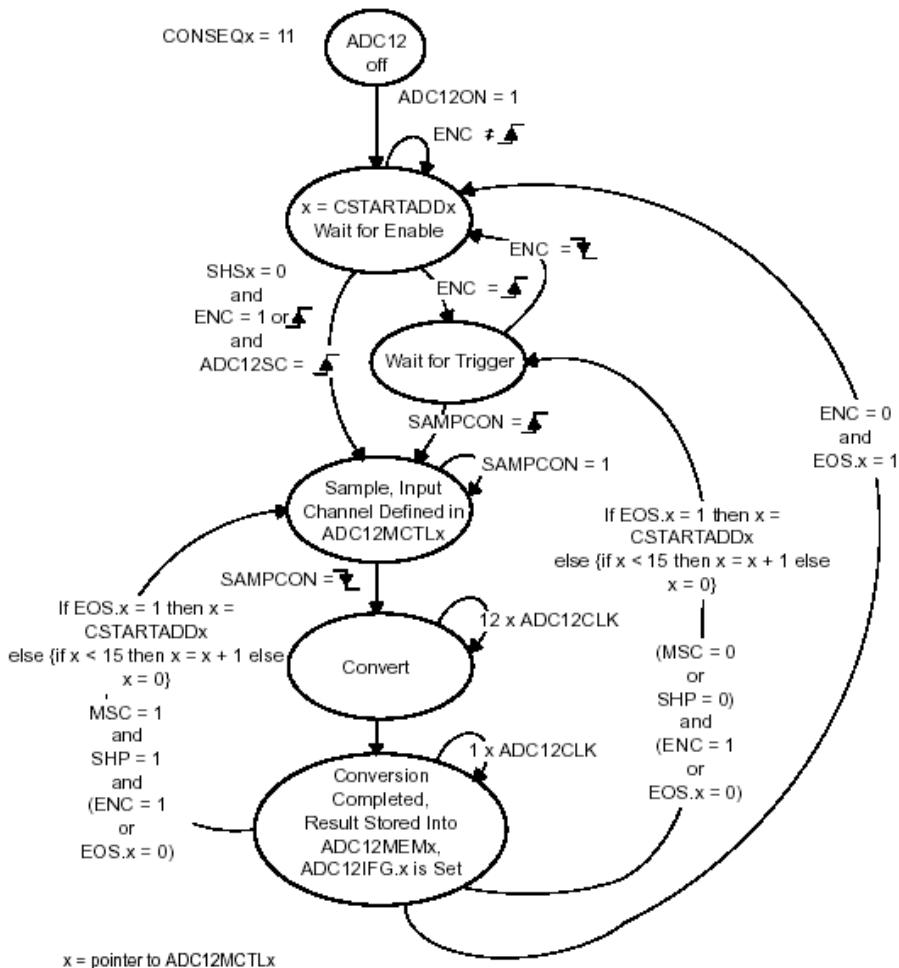 CONSEQx = 11
ADC12
off
ADC12ON = 1
ENC ≠
x = CSTARTADDx
Wait for Enable
ENC =
SHSx = 0
and
ENC = 1 or
and
ADC12SC =
ENC =
Wait for Trigger
SAMPCON =
ENC = 0
and
EOS.x = 1
SAMPCON = 1
Sample, Input
Channel Defined in
ADC12MCTLx
If EOS.x = 1 then x =
CSTARTADDx
else {if x < 15 then x = x + 1 else
x = 0}
SAMPCON =
If EOS.x = 1 then x =
CSTARTADDx
else {if x < 15 then x = x + 1 else
x = 0}
12 x ADC12CLK
Convert
(MSC = 0
or
SHP = 0)
and
(ENC = 1
or
EOS.x = 0)
MSC = 1
and
SHP = 1
and
(ENC = 1
or
EOS.x = 0)
1 x ADC12CLK
Conversion
Completed,
Result Stored Into
ADC12MEMx,
ADC12IFG.x is Set
x = pointer to ADC12MCTLx